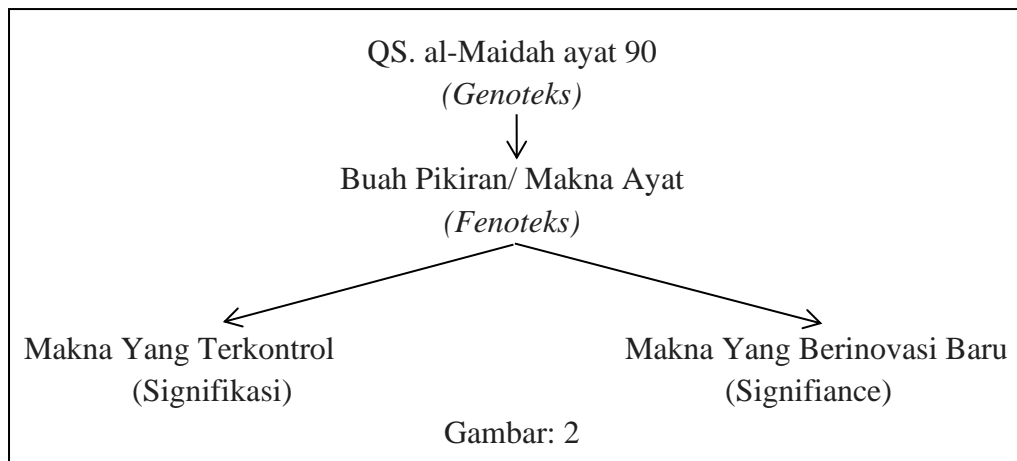 QS. al-Maidah ayat 90
(Genoteks)
Buah Pikiran/ Makna Ayat
(Fenoteks)
Makna Yang Terkontrol Makna Yang Berinovasi Baru
(Signifikasi) (Signifiance)
Gambar: 2